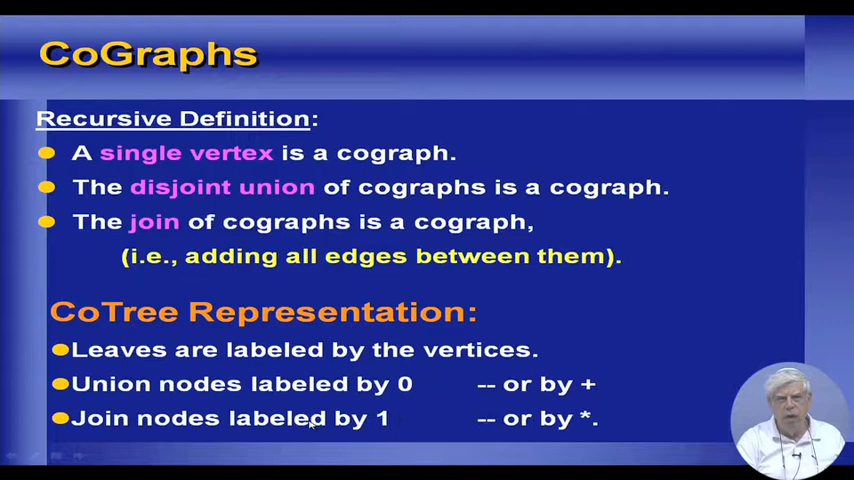 CoGraphs
Recursive Definition:
A single vertex is a cograph.
The disjoint union of cographs is a cograph.
The join of cographs is a cograph,
(i.e., adding all edges between them).
CoTree Representation:
Leaves are labeled by the vertices.
Union nodes labeled by 0 -- or by +
Join nodes labeled by 1 -- or by *.